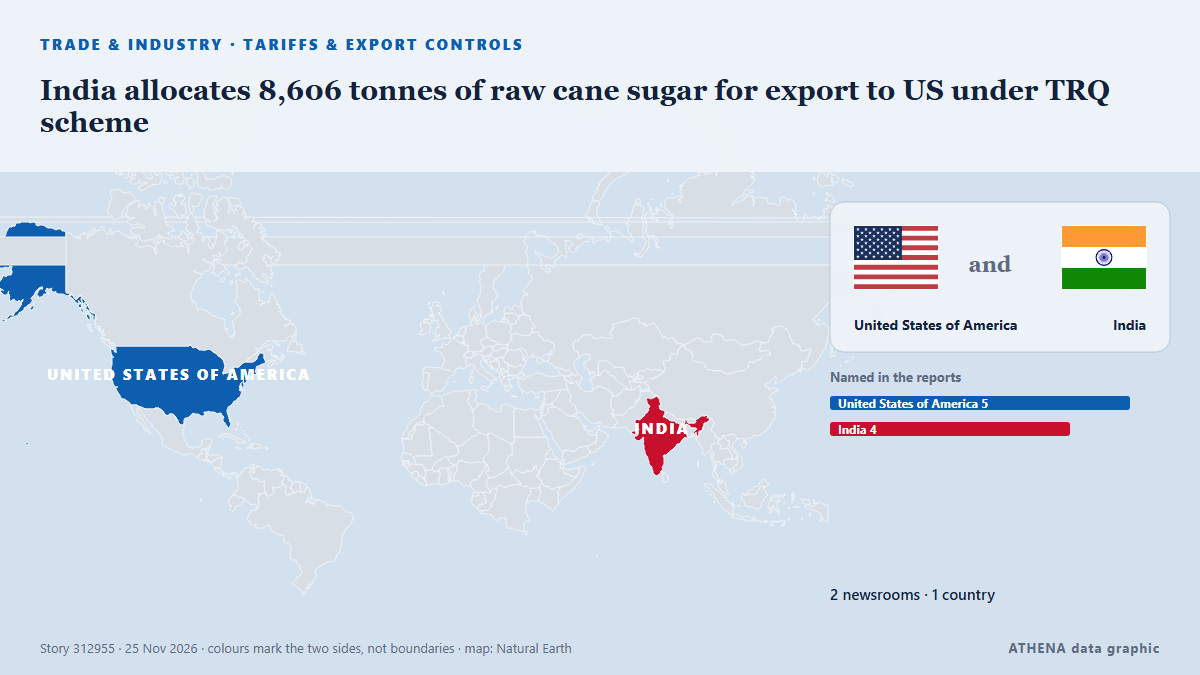 TRADE & INDUSTRY · TARIFFS & EXPORT CONTROLS
India allocates 8,606 tonnes of raw cane sugar for export to US under TRQ
scheme
and
United States of America
India
UNITED STATES OF AMERICA
INDIA
Named in the reports
United States of America 5
India 4
2 newsrooms · 1 country
Story 312955 · 25 Nov 2026 · colours mark the two sides, not boundaries · map: Natural Earth
ATHENA data graphic